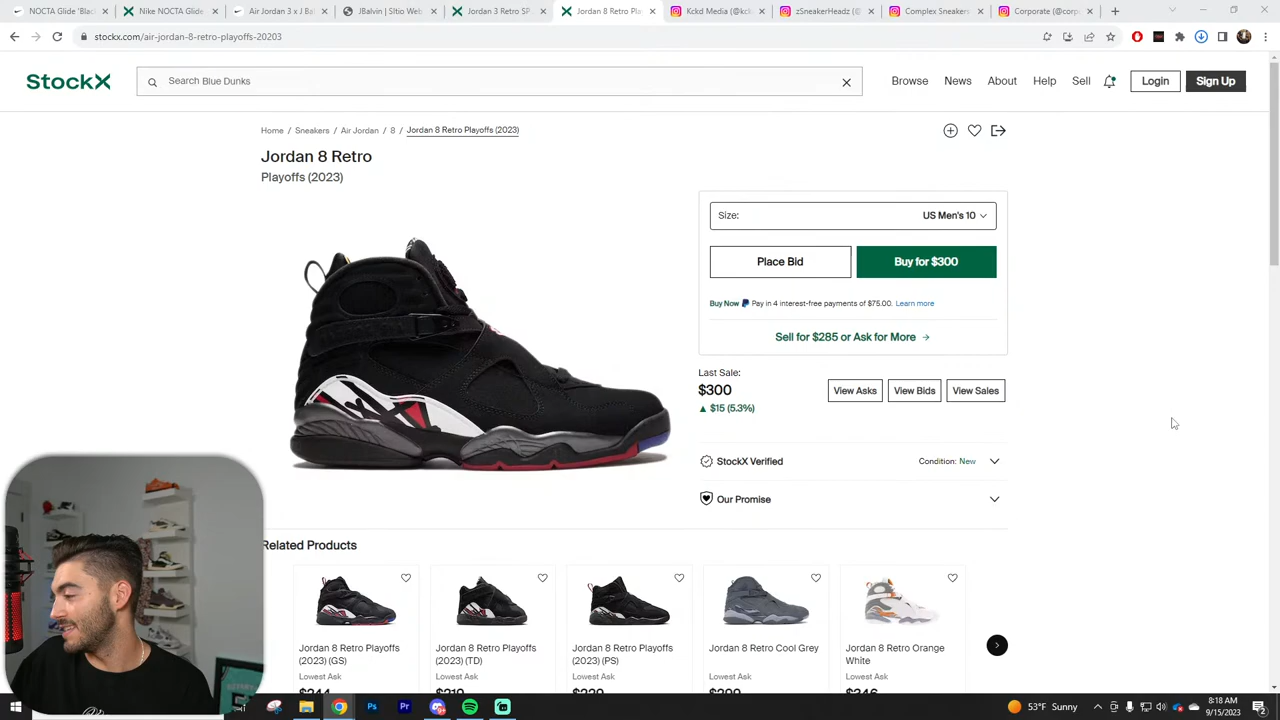 NOCTA Glide
Nike NOCTA Glide
Air Jordan 3 x J Bal
JBalvin | Sitio Web
Jordan 3 Retro SP
Jordan 8 Retro Pla
Kckd Media (@kck
zSneakerHeadz (@
Complex Sneakers
Corporate (@corp
stockx.com/air-jordan-8-retro-playoffs-20203
StockX
Search Blue Dunks
Browse
News
About
Help
Sell
Login
Sign Up
Home / Sneakers / Air Jordan / 8 / Jordan 8 Retro Playoffs (2023)
Jordan 8 Retro
Playoffs (2023)
Size: US Men's 10
Place Bid
Buy for $300
Buy Now Pay in 4 interest-free payments of $75.00. Learn more
Sell for $285 or Ask for More →
Last Sale:
$300
▲ $15 (5.3%)
View Asks
View Bids
View Sales
StockX Verified
Condition: New
Our Promise
Related Products
Jordan 8 Retro Playoffs
(2023) (GS)
Lowest Ask
$244
Jordan 8 Retro Playoffs
(2023) (TD)
Lowest Ask
$219
Jordan 8 Retro Playoffs
(2023) (PS)
Lowest Ask
Jordan 8 Retro Cool Grey
Lowest Ask
Jordan 8 Retro Orange
White
Lowest Ask
$346
53°F Sunny
8:18 AM
9/15/2023